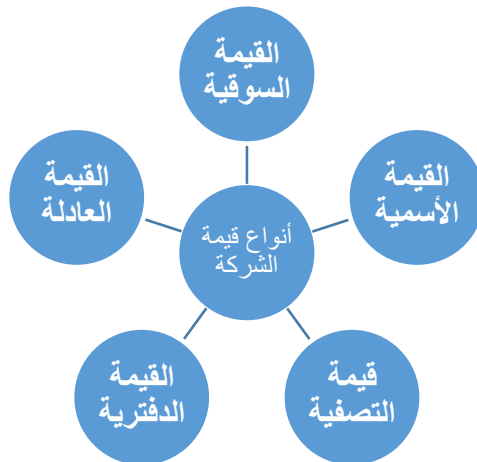 القيمة
السوقية
القيمة
الأسمية
قيمة
التصفية
القيمة
الدفترية
القيمة
العادلة
أنواع قيمة
الشركة